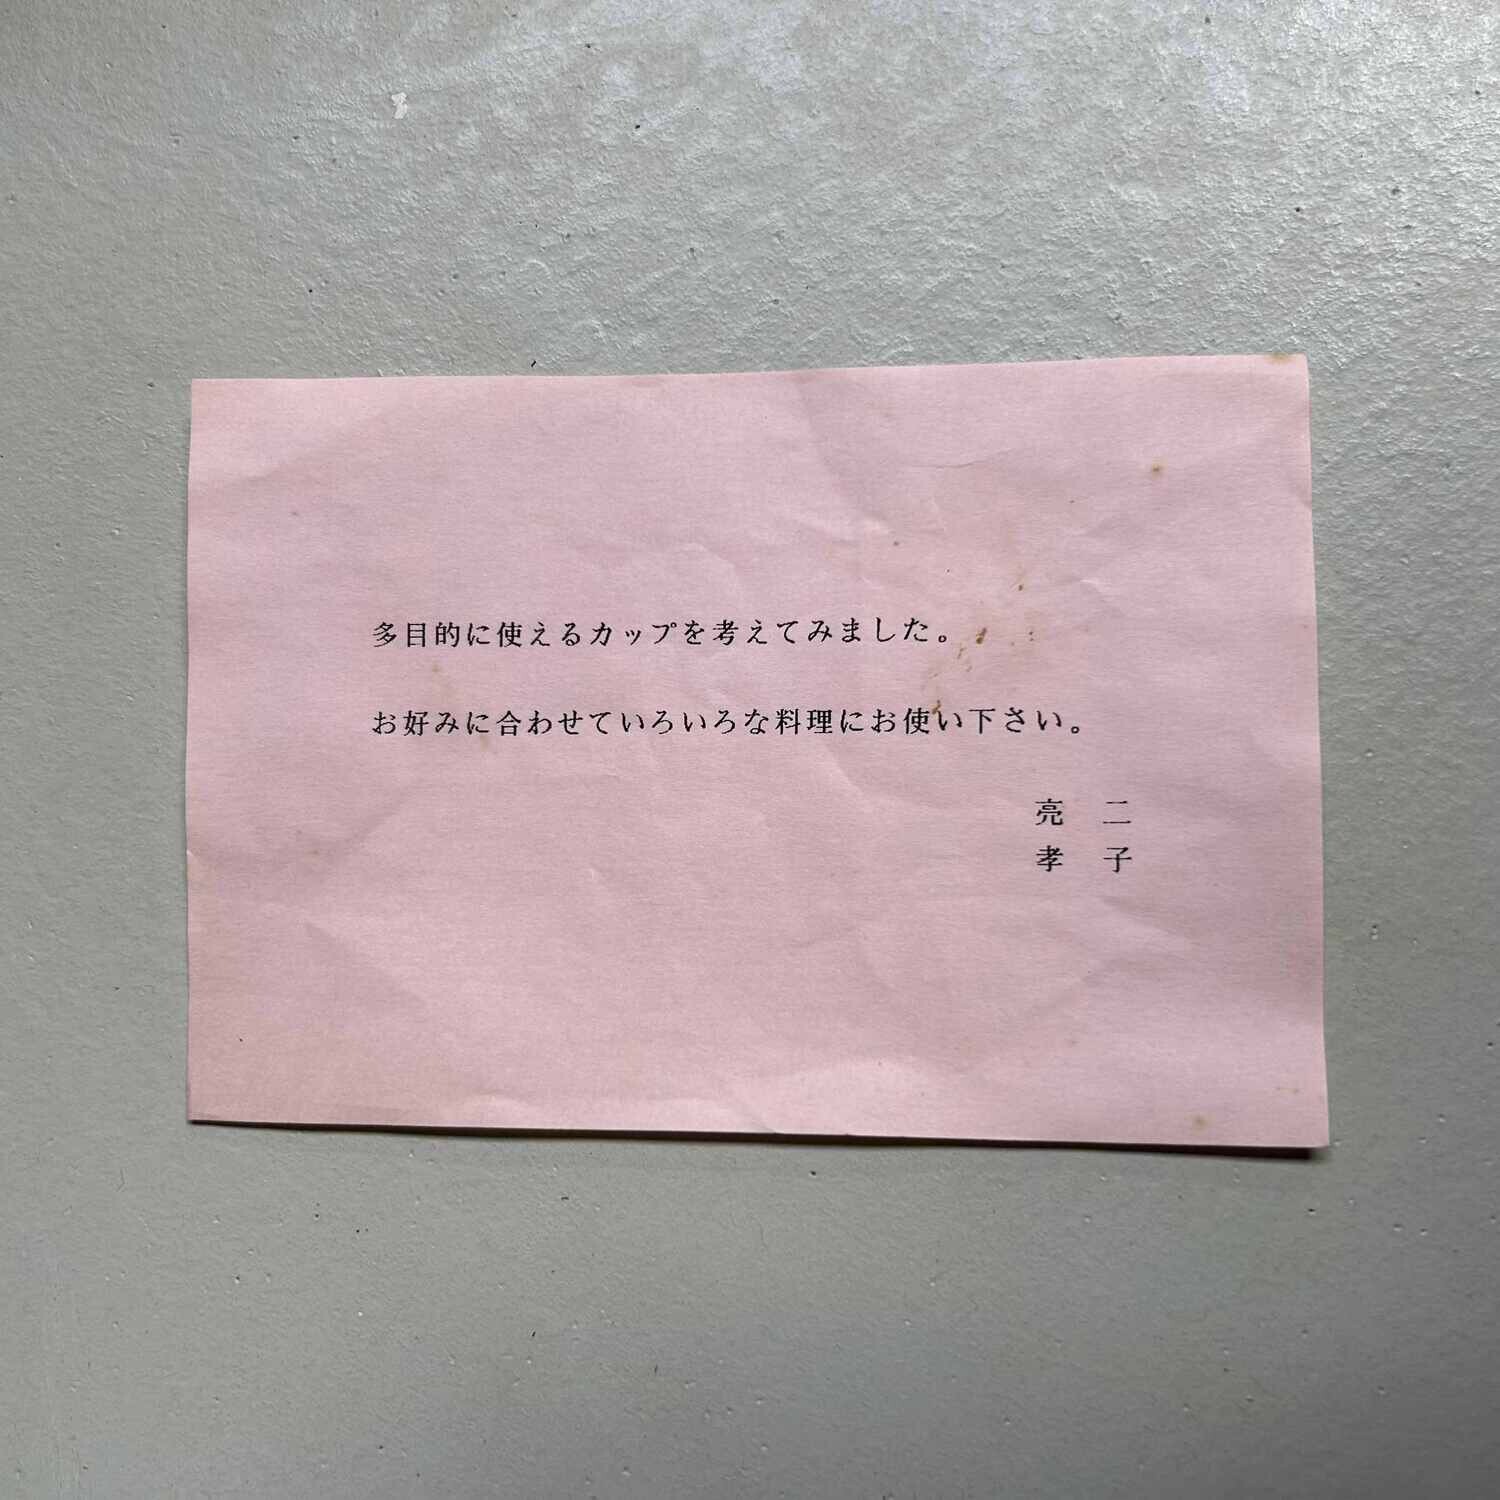 多目的に使えるカップを考えてみました。
お好みに合わせていろいろな料理にお使い下さい。
亮　二
孝　子